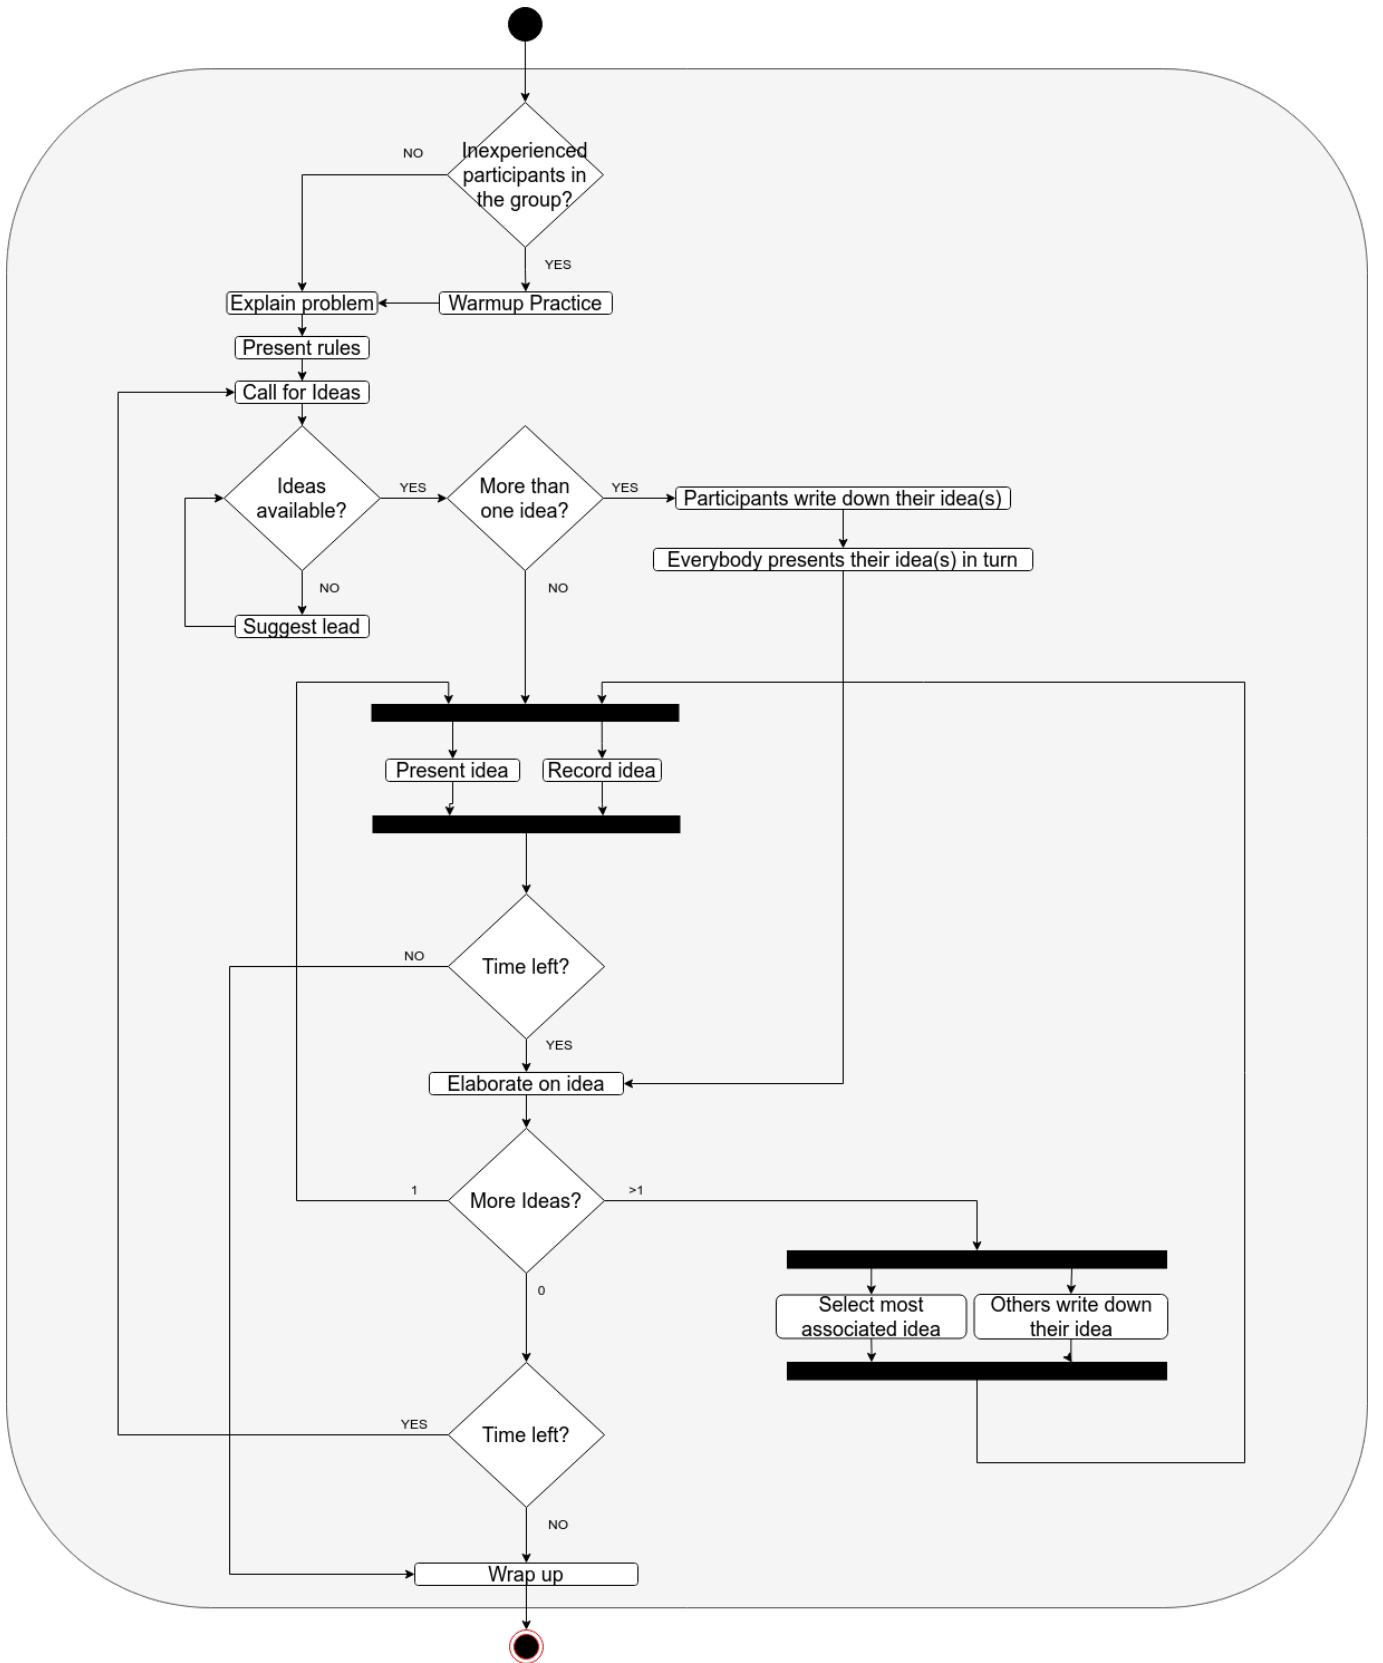 Inexperienced
participants in
the group?
NO
YES
Explain problem
Warmup Practice
Present rules
Call for Ideas
Ideas
available?
YES
More than
one idea?
YES
Participants write down their idea(s)
Everybody presents their idea(s) in turn
NO
NO
Suggest lead
Present idea
Record idea
Time left?
NO
YES
Elaborate on idea
More Ideas?
1
>1
0
Select most
associated idea
Others write down
their idea
Time left?
YES
NO
Wrap up